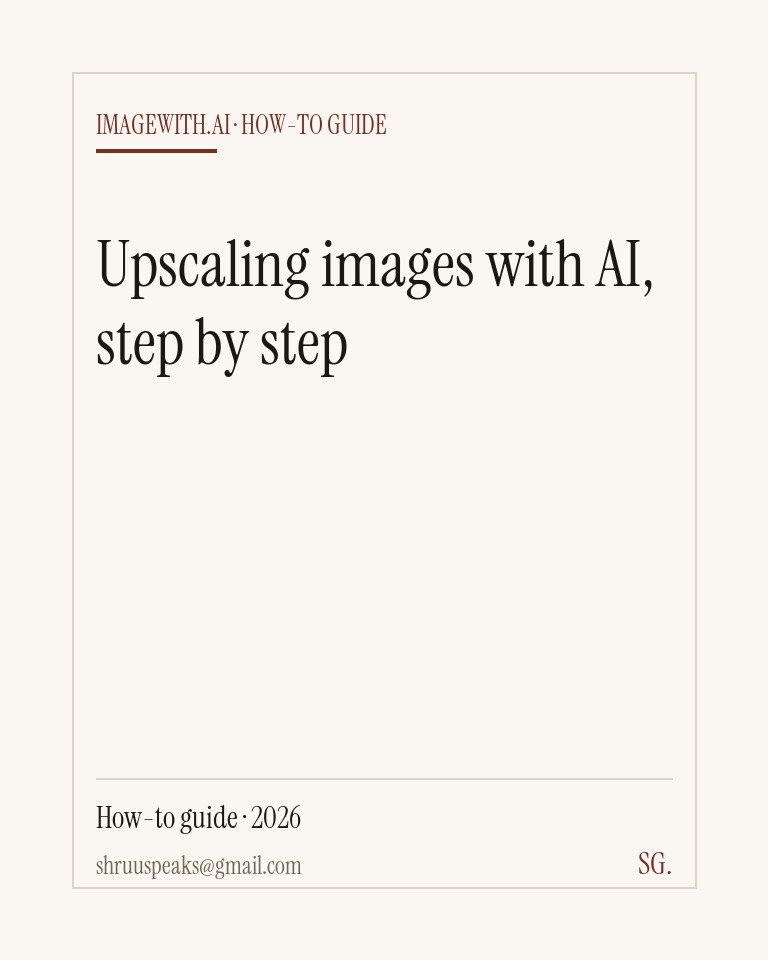 IMAGEWITH.AI · HOW-TO GUIDE
Upscaling images with AI,
step by step
How-to guide · 2026
shruuspeaks@gmail.com
SG.